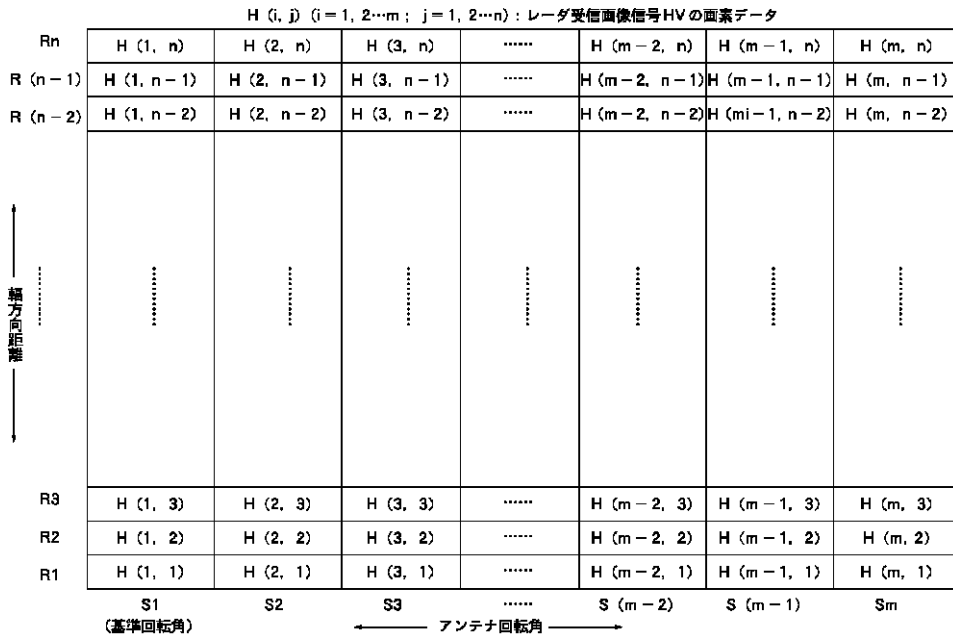 H (i, j) (i = 1, 2…m ; j = 1, 2…n) : レーダ受信画像信号HVの画素データ
Rn H (1, n) H (2, n) H (3, n) …… H (m－2, n) H (m－1, n) H (m, n)
R (n－1) H (1, n－1) H (2, n－1) H (3, n－1) …… H (m－2, n－1) H (m－1, n－1) H (m, n－1)
R (n－2) H (1, n－2) H (2, n－2) H (3, n－2) …… H (m－2, n－2) H (mi－1, n－2) H (m, n－2)
幅方向距離
R3 H (1, 3) H (2, 3) H (3, 3) …… H (m－2, 3) H (m－1, 3) H (m, 3)
R2 H (1, 2) H (2, 2) H (3, 2) …… H (m－2, 2) H (m－1, 2) H (m, 2)
R1 H (1, 1) H (2, 1) H (3, 1) …… H (m－2, 1) H (m－1, 1) H (m, 1)
S1 S2 S3 …… S (m－2) S (m－1) Sm
(基準回転角) アンテナ回転角